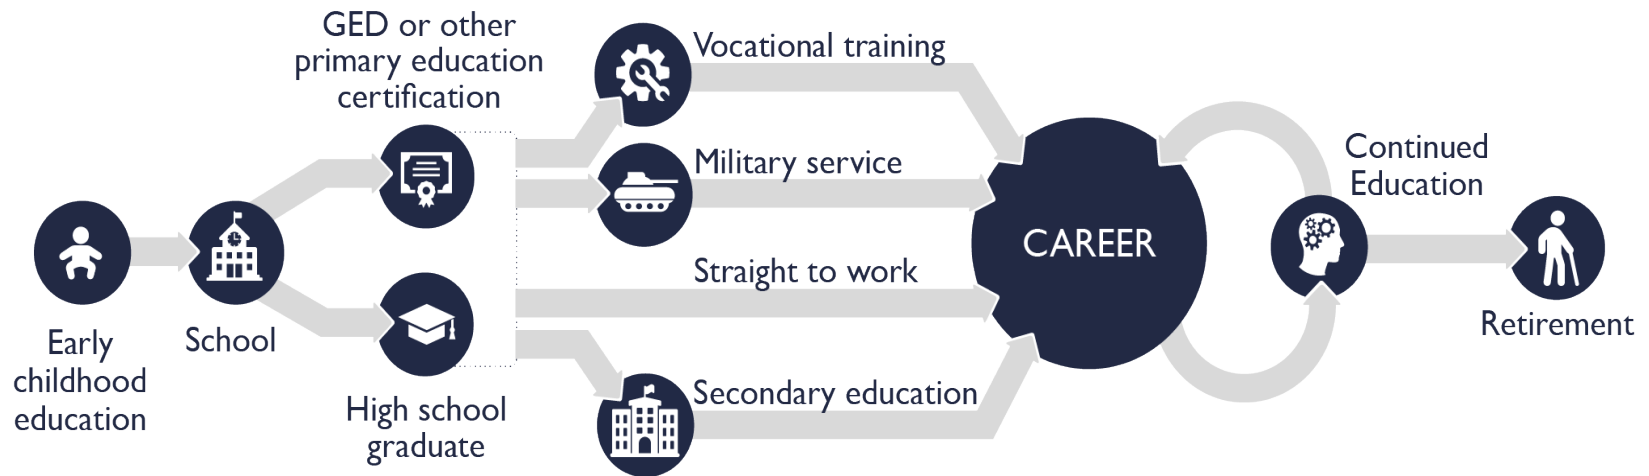 Early
childhood
education
School
GED or other
primary education
certification
High school
graduate
Vocational training
Military service
Straight to work
Secondary education
CAREER
Continued
Education
Retirement